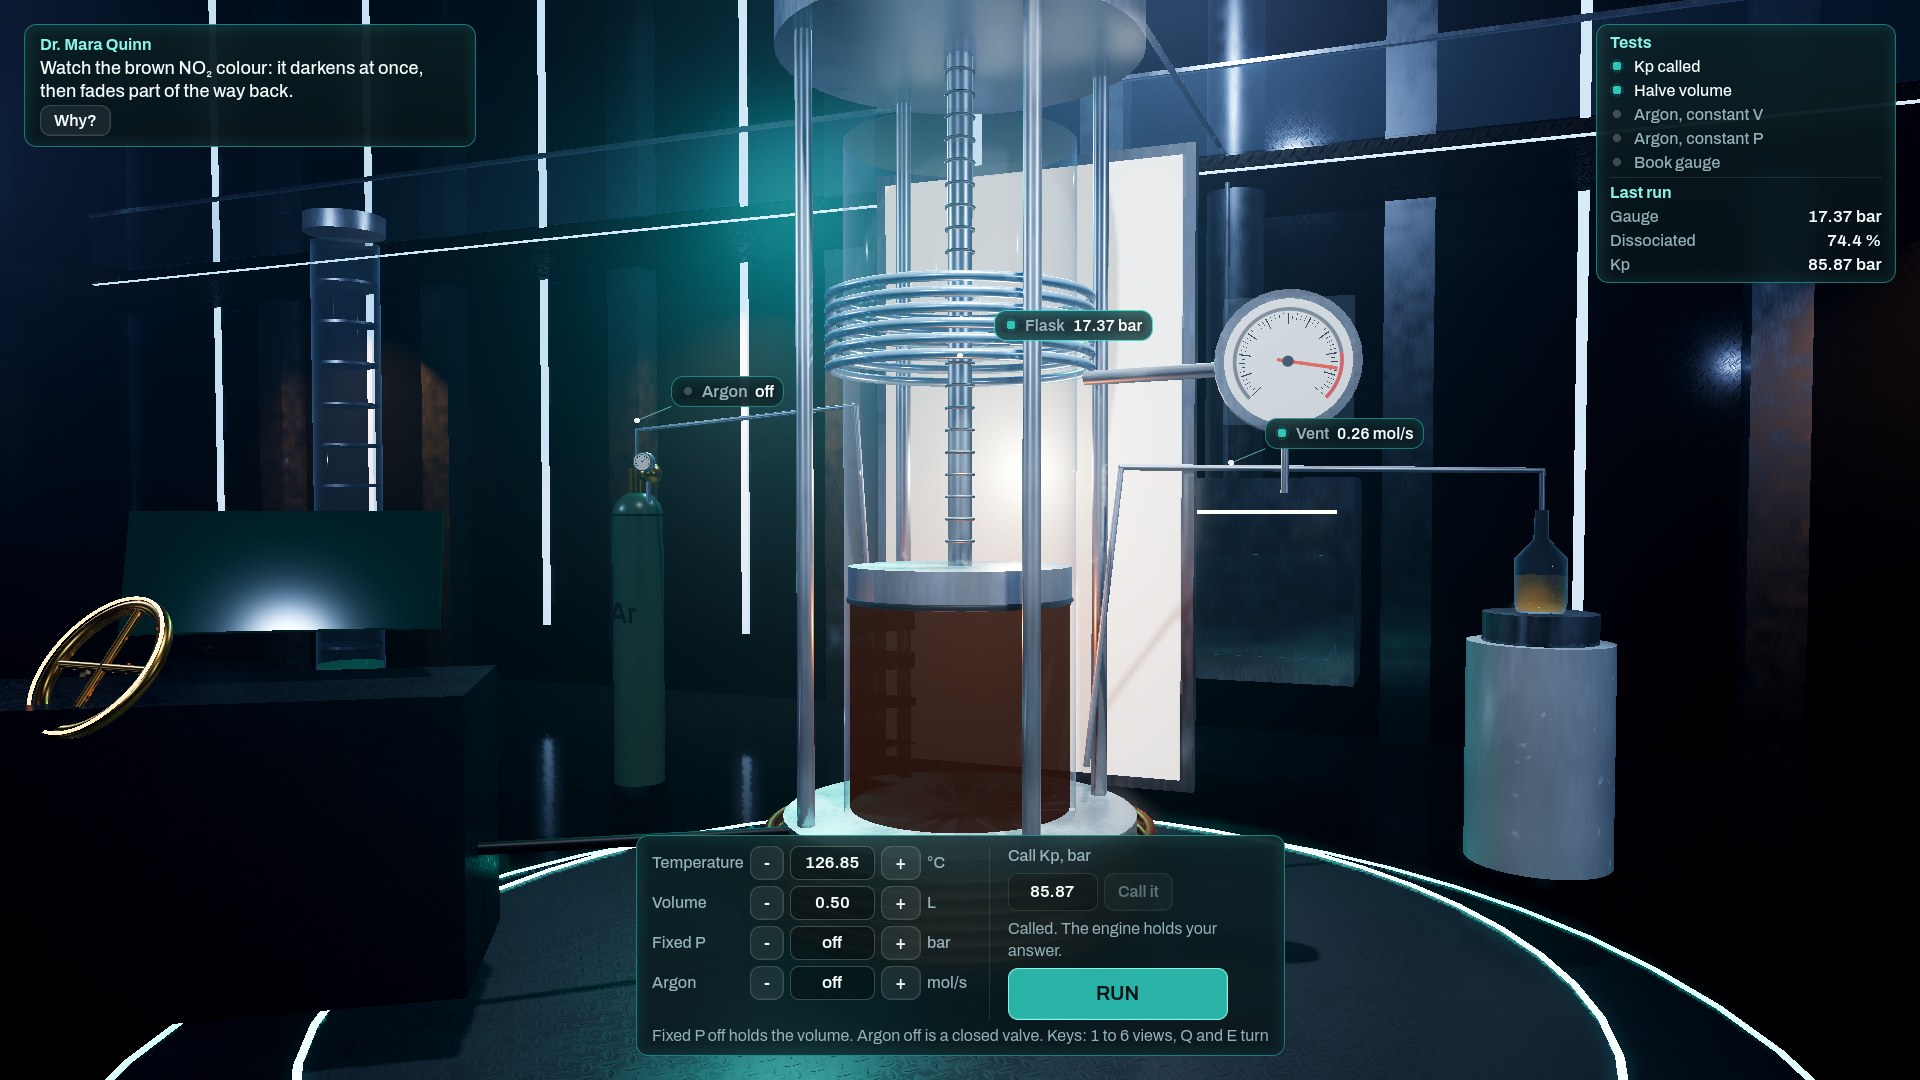 Dr. Mara Quinn
Watch the brown NO₂ colour: it darkens at once,
then fades part of the way back.
Why?
Tests
Kp called
Halve volume
Argon, constant V
Argon, constant P
Book gauge
Last run
Gauge 17.37 bar
Dissociated 74.4 %
Kp 85.87 bar
Flask 17.37 bar
Argon off
Vent 0.26 mol/s
Ar
Temperature - 126.85 + °C
Volume - 0.50 + L
Fixed P - off + bar
Argon - off + mol/s
Call Kp, bar
85.87 Call it
Called. The engine holds your
answer.
RUN
Fixed P off holds the volume. Argon off is a closed valve. Keys: 1 to 6 views, Q and E turn